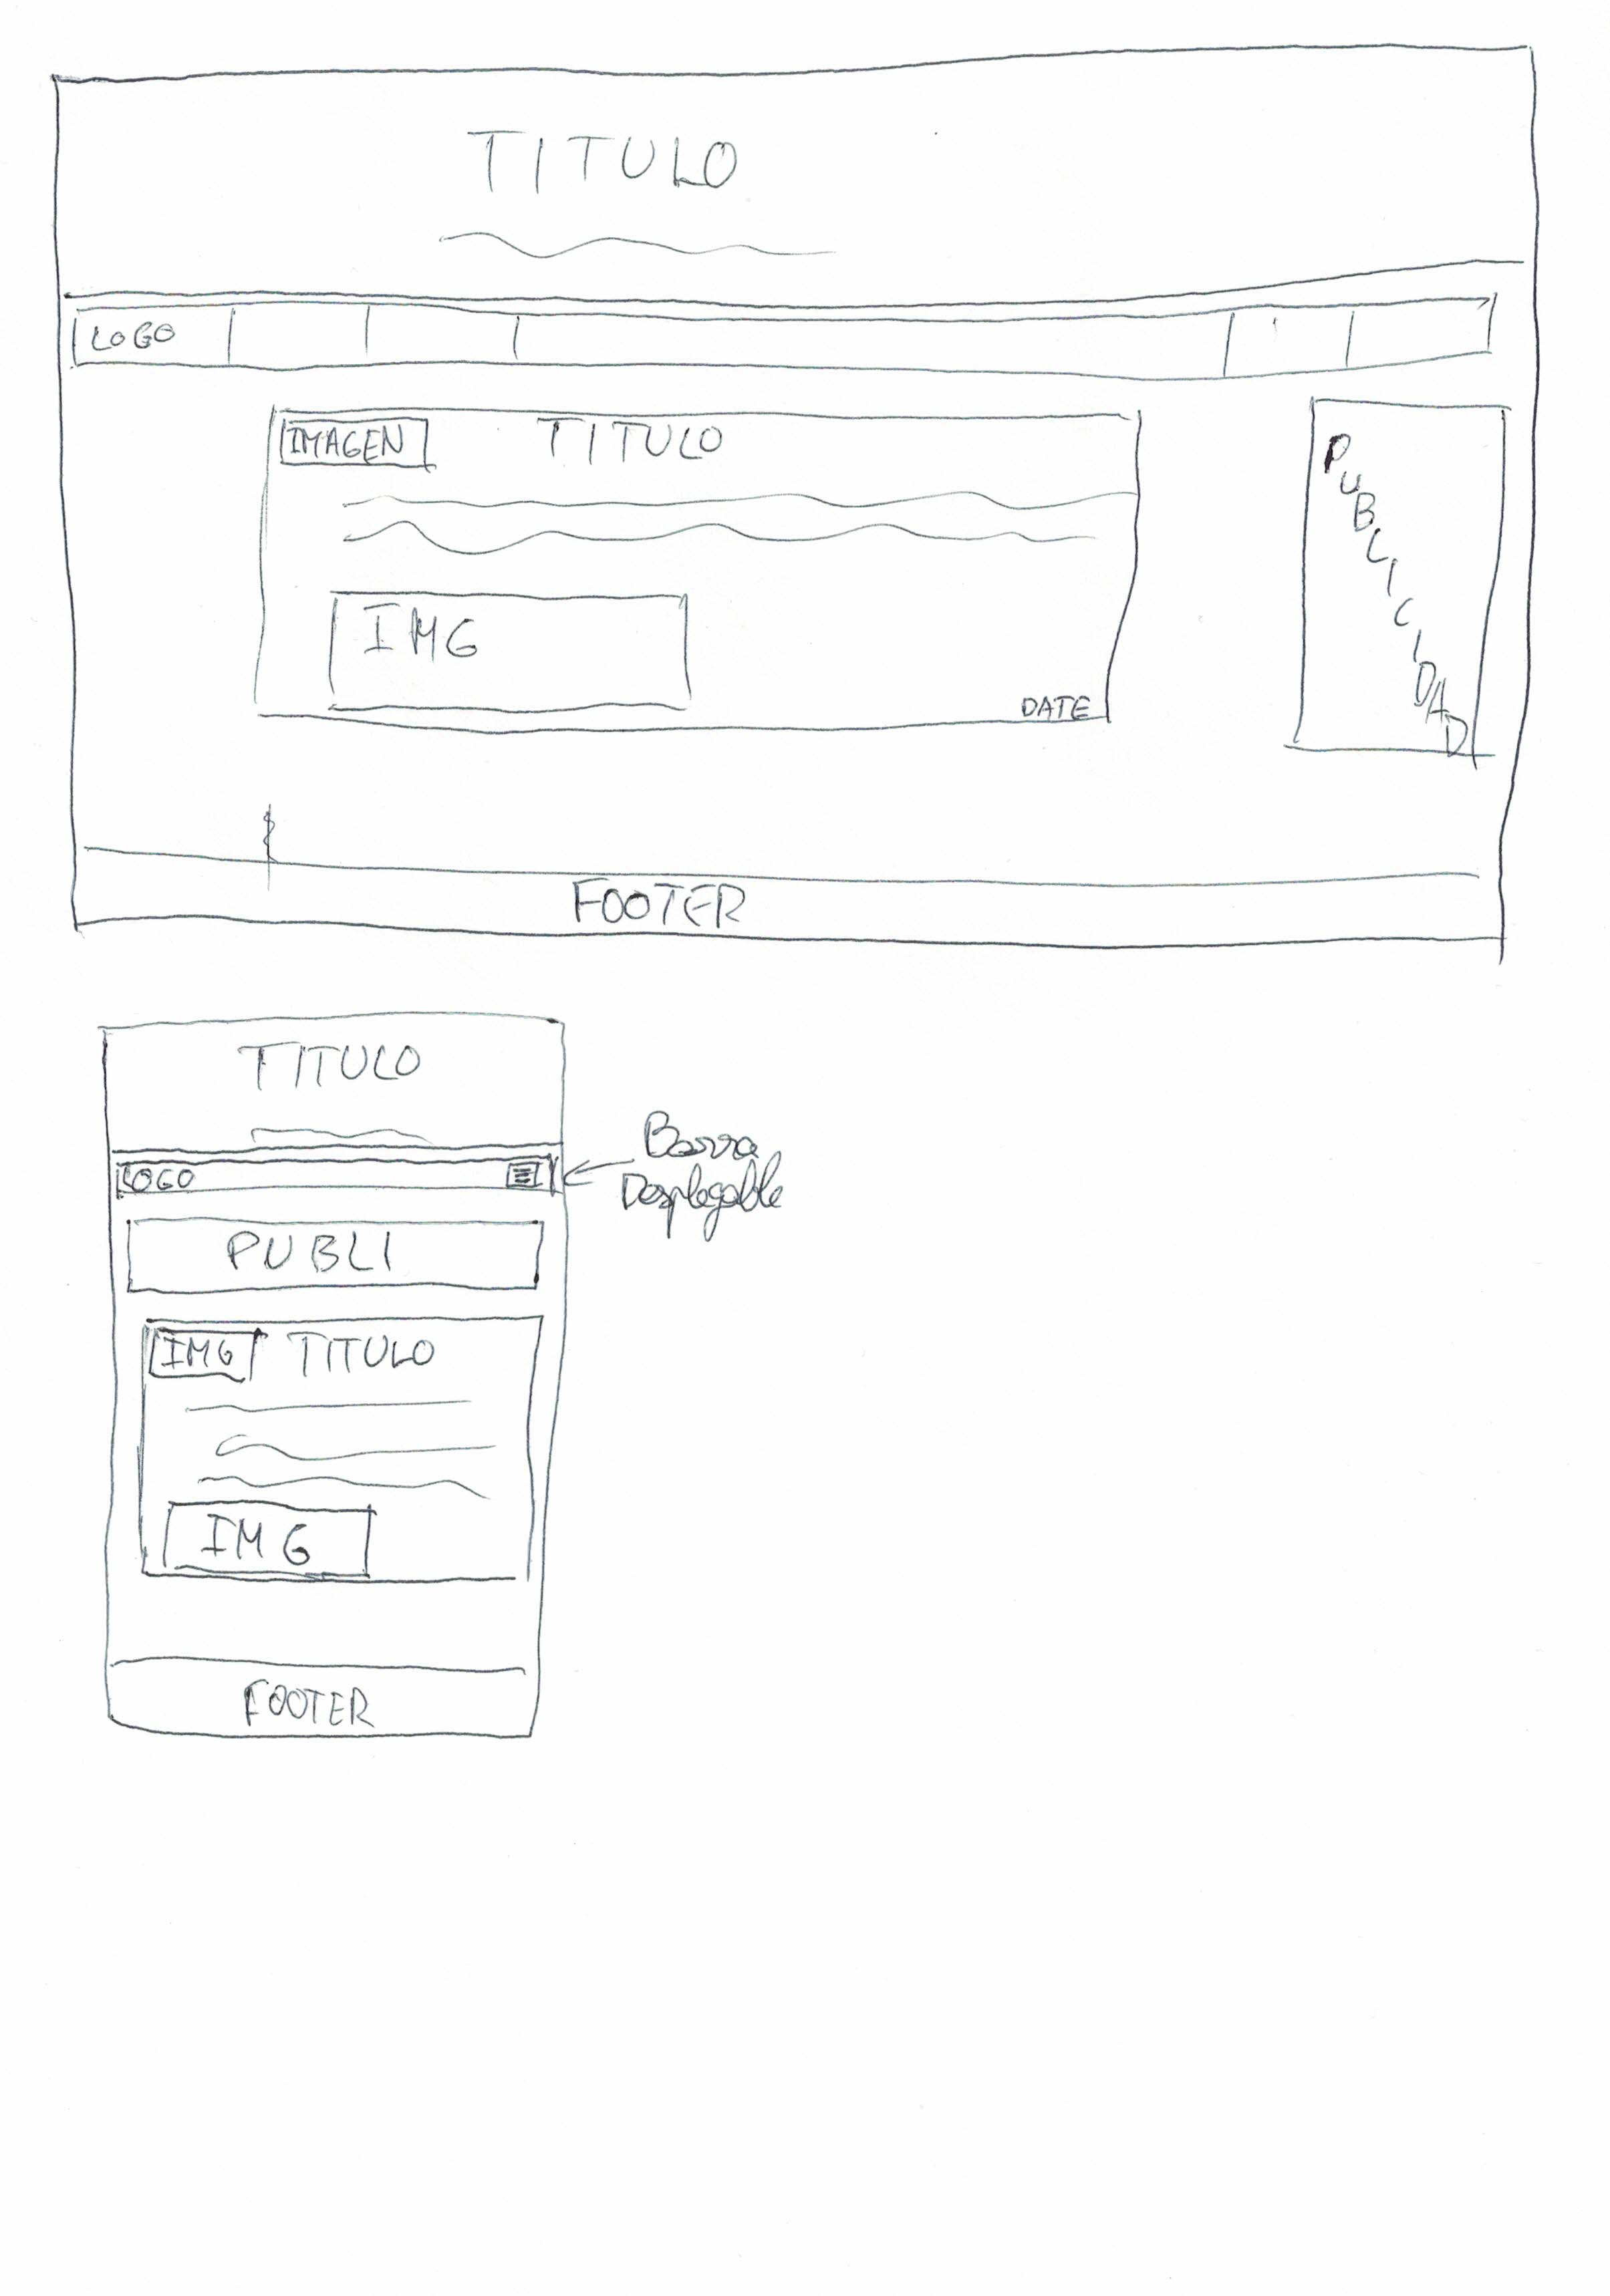 TITULO
LOGO
IMAGEN TITULO
IMG
DATE
PUBLICIDAD
FOOTER
TITULO
LOGO
Barra
Desplegable
PUBLI
IMG TITULO
IMG
FOOTER